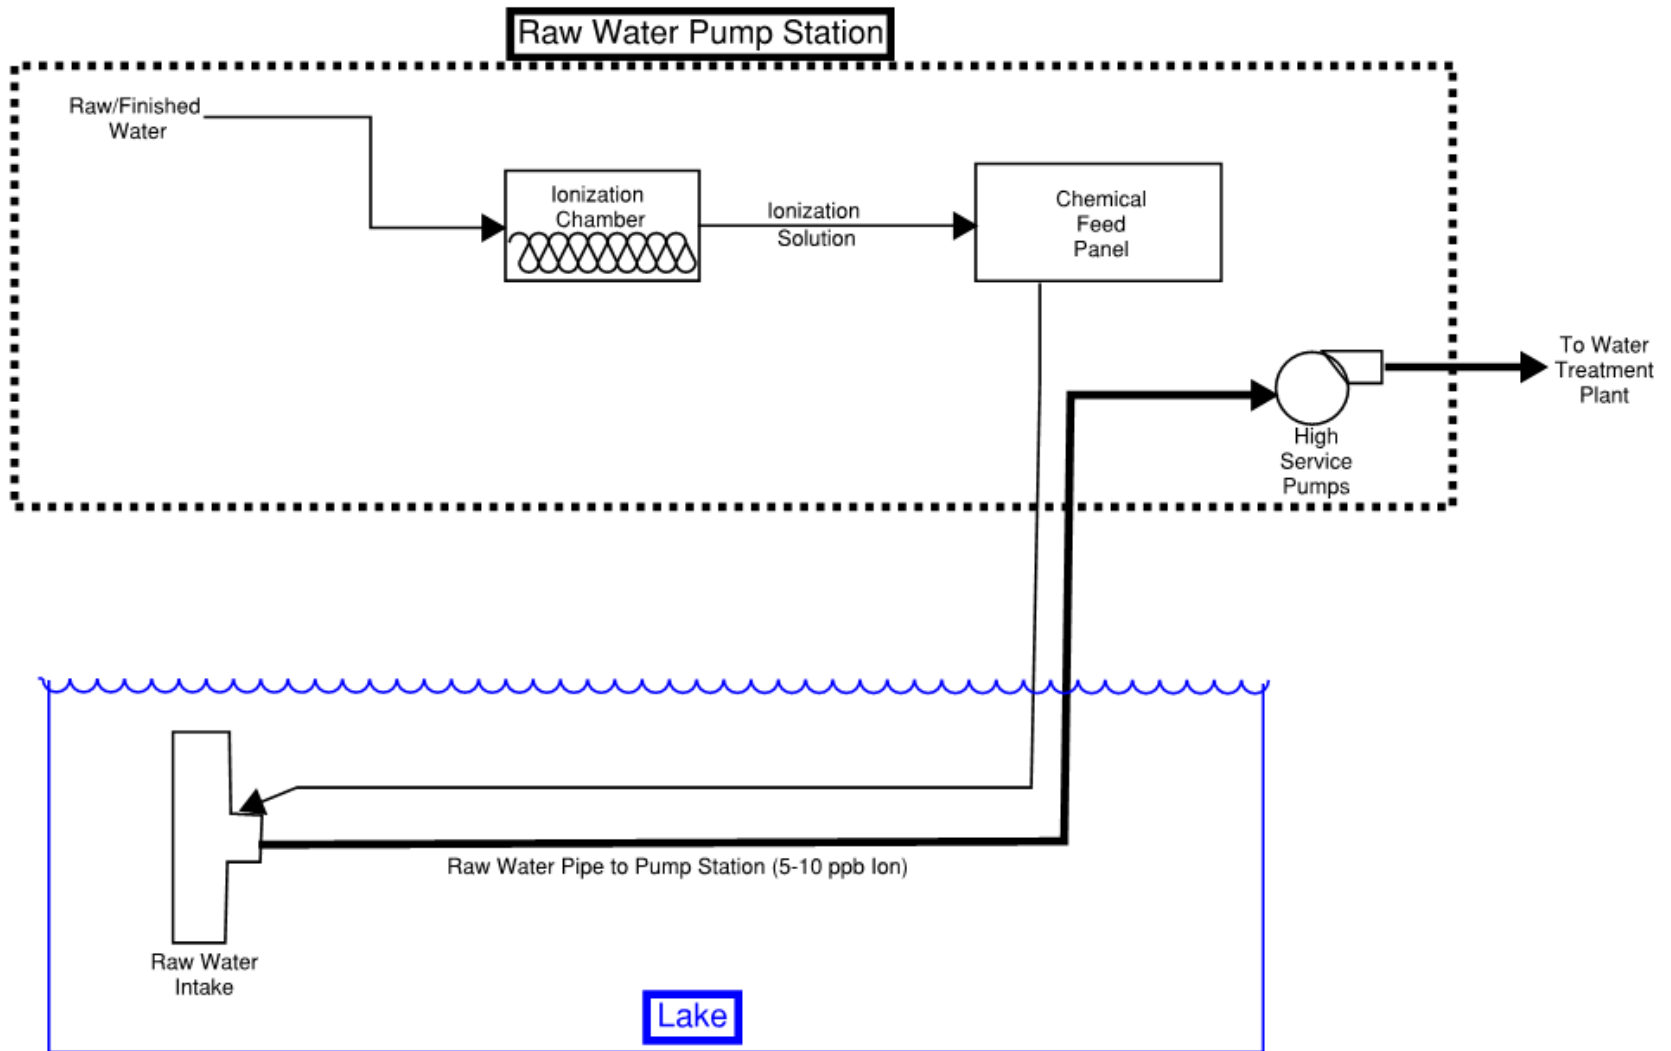 Raw Water Pump Station
Raw/Finished
Water
Ionization
Chamber
Ionization
Solution
Chemical
Feed
Panel
To Water
Treatment
Plant
High
Service
Pumps
Raw Water Pipe to Pump Station (5-10 ppb Ion)
Raw Water
Intake
Lake